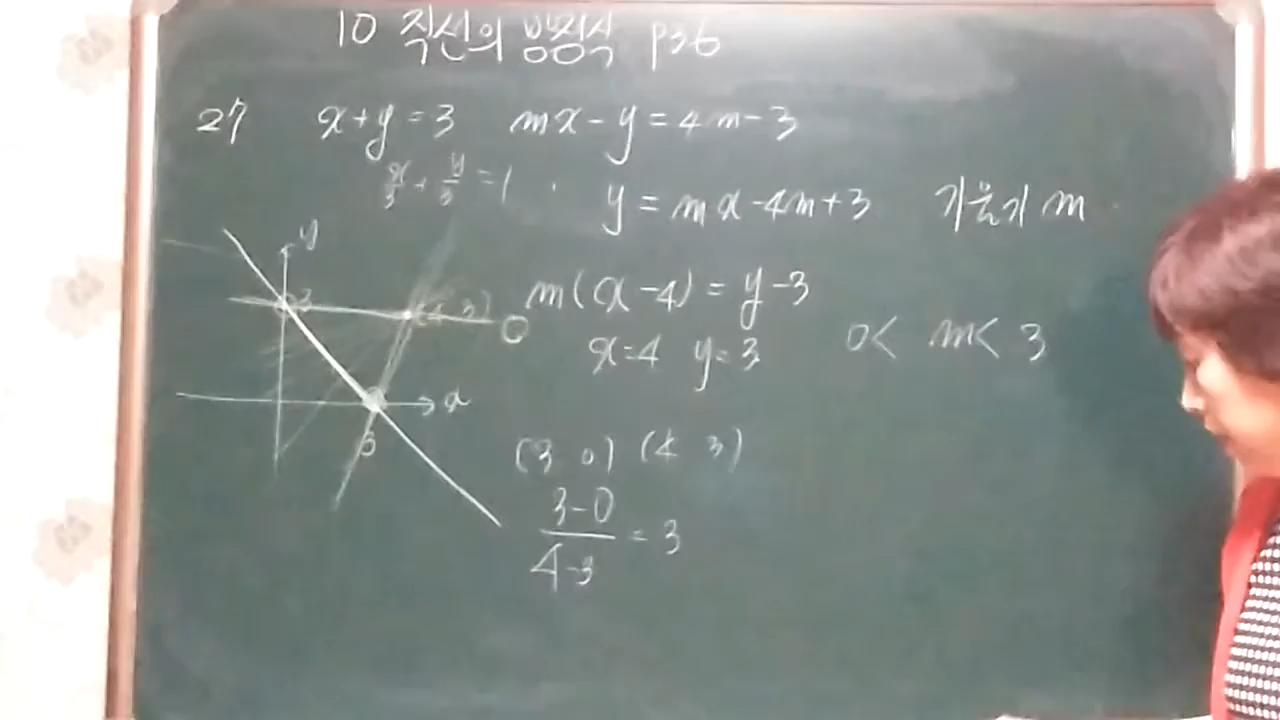 10 직선의 방정식 p36
27 x+y=3 mx-y=4m-3
x/3+y/3=1
y=mx-4m+3 기울기 m
y
3
(4 3)
0
x
3
m(x-4)=y-3
x=4 y=3
0< m< 3
(3 0) (4 3)
3-0
4-3
=3